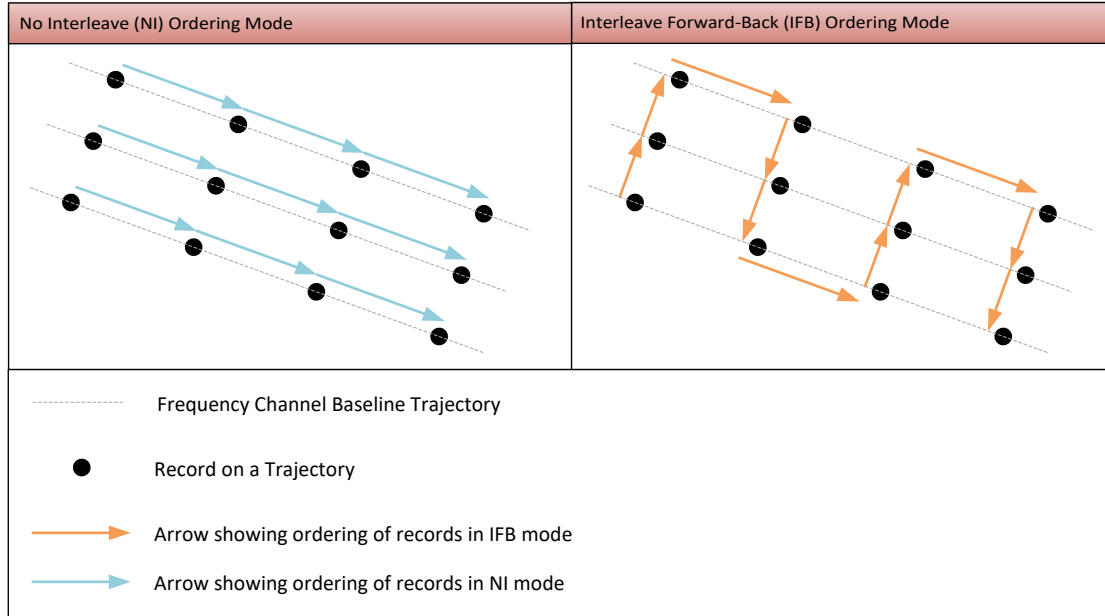 No Interleave (NI) Ordering Mode
Interleave Forward-Back (IFB) Ordering Mode
Frequency Channel Baseline Trajectory
Record on a Trajectory
Arrow showing ordering of records in IFB mode
Arrow showing ordering of records in NI mode